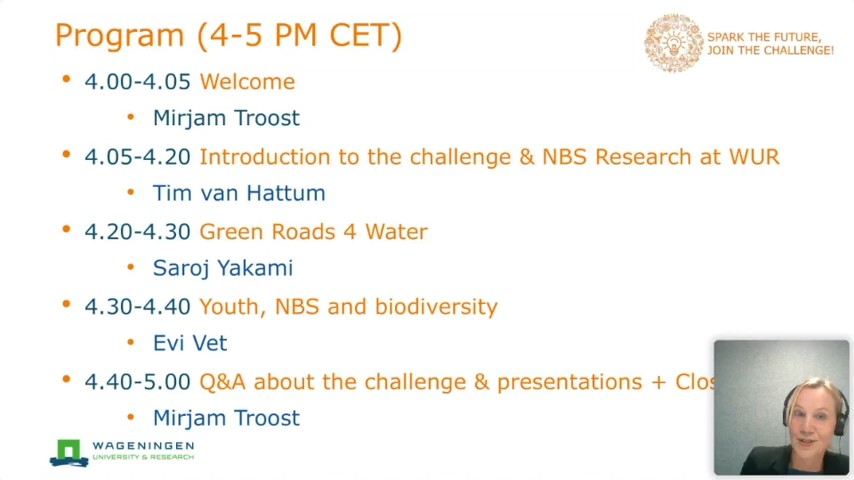 Program (4-5 PM CET)
SPARK THE FUTURE,
JOIN THE CHALLENGE!
• 4.00-4.05 Welcome
• Mirjam Troost
• 4.05-4.20 Introduction to the challenge & NBS Research at WUR
• Tim van Hattum
• 4.20-4.30 Green Roads 4 Water
• Saroj Yakami
• 4.30-4.40 Youth, NBS and biodiversity
• Evi Vet
• 4.40-5.00 Q&A about the challenge & presentations + Clos
• Mirjam Troost
WAGENINGEN
UNIVERSITY & RESEARCH